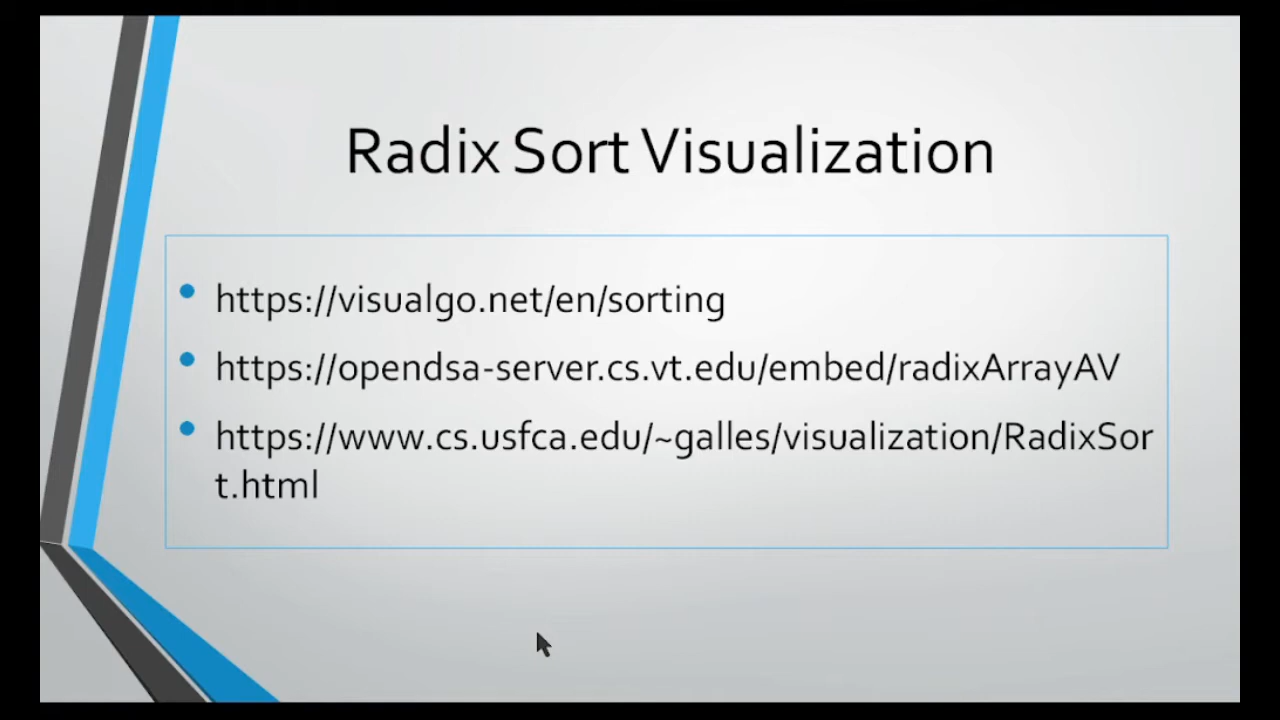 Radix Sort Visualization
https://visualgo.net/en/sorting
https://opendsa-server.cs.vt.edu/embed/radixArrayAV
https://www.cs.usfca.edu/~galles/visualization/RadixSor
t.html